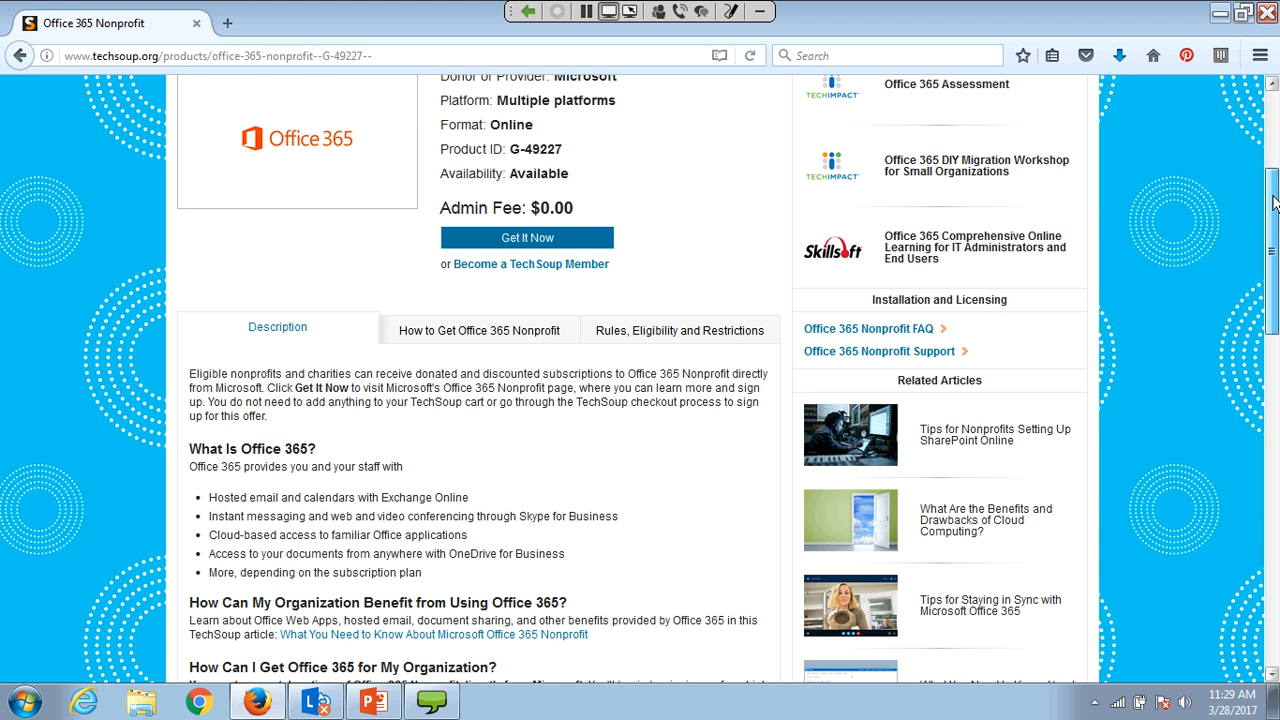 Office 365 Nonprofit
www.techsoup.org/products/office-365-nonprofit--G-49227--
Search
Donor or Provider: Microsoft
Platform: Multiple platforms
Format: Online
Product ID: G-49227
Availability: Available
Admin Fee: $0.00
Get It Now
or Become a TechSoup Member
Office 365
Description
How to Get Office 365 Nonprofit
Rules, Eligibility and Restrictions
Eligible nonprofits and charities can receive donated and discounted subscriptions to Office 365 Nonprofit directly
from Microsoft. Click Get It Now to visit Microsoft's Office 365 Nonprofit page, where you can learn more and sign
up. You do not need to add anything to your TechSoup cart or go through the TechSoup checkout process to sign
up for this offer.
What Is Office 365?
Office 365 provides you and your staff with
• Hosted email and calendars with Exchange Online
• Instant messaging and web and video conferencing through Skype for Business
• Cloud-based access to familiar Office applications
• Access to your documents from anywhere with OneDrive for Business
• More, depending on the subscription plan
How Can My Organization Benefit from Using Office 365?
Learn about Office Web Apps, hosted email, document sharing, and other benefits provided by Office 365 in this
TechSoup article: What You Need to Know About Microsoft Office 365 Nonprofit
How Can I Get Office 365 for My Organization?
TECHIMPACT
Office 365 Assessment
TECHIMPACT
Office 365 DIY Migration Workshop
for Small Organizations
Skillsoft
Office 365 Comprehensive Online
Learning for IT Administrators and
End Users
Installation and Licensing
Office 365 Nonprofit FAQ
Office 365 Nonprofit Support
Related Articles
Tips for Nonprofits Setting Up
SharePoint Online
What Are the Benefits and
Drawbacks of Cloud
Computing?
Tips for Staying in Sync with
Microsoft Office 365
11:29 AM
3/28/2017